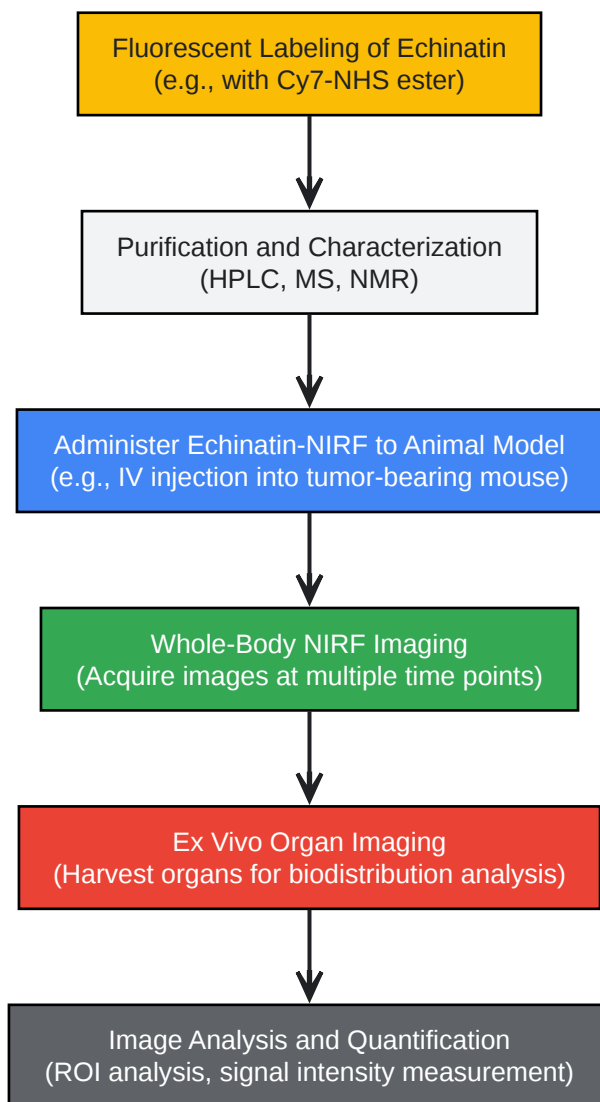 Fluorescent Labeling of Echinatin
(e.g., with Cy7-NHS ester)
Purification and Characterization
(HPLC, MS, NMR)
Administer Echinatin-NIRF to Animal Model
(e.g., IV injection into tumor-bearing mouse)
Whole-Body NIRF Imaging
(Acquire images at multiple time points)
Ex Vivo Organ Imaging
(Harvest organs for biodistribution analysis)
Image Analysis and Quantification
(ROI analysis, signal intensity measurement)